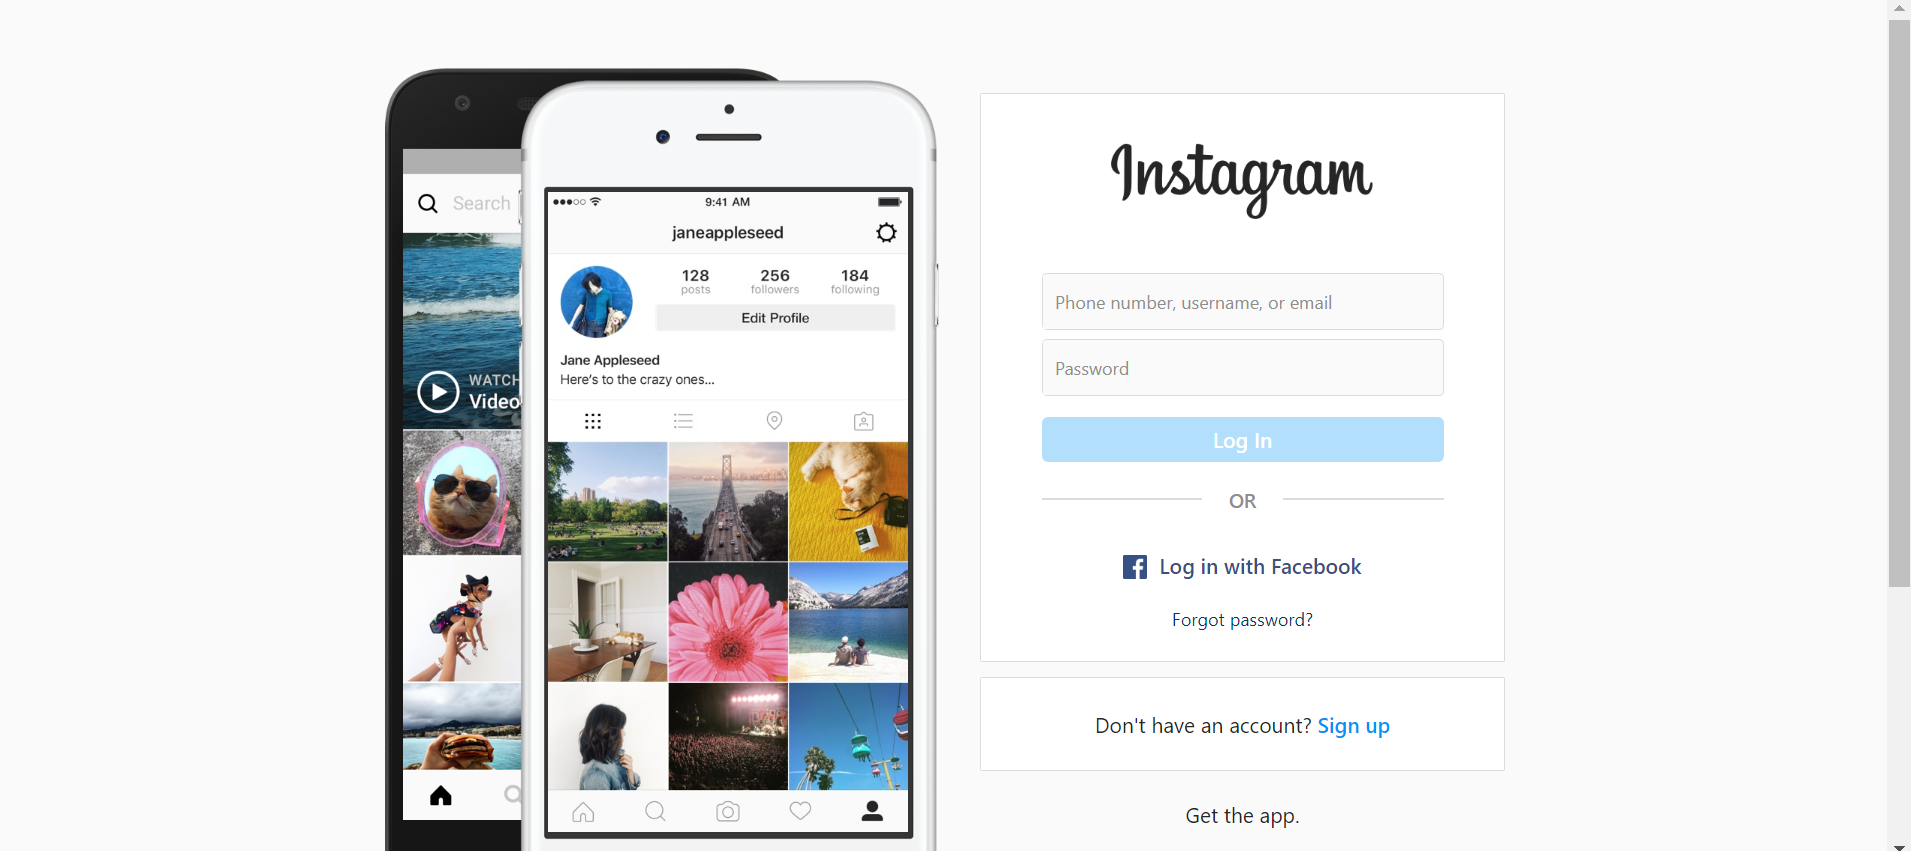 Search
WATCH
Video
9:41 AM
janeappleseed
128 256 184
posts followers following
Edit Profile
Jane Appleseed
Here's to the crazy ones...
Instagram
Phone number, username, or email
Password
Log In
OR
Log in with Facebook
Forgot password?
Don't have an account? Sign up
Get the app.